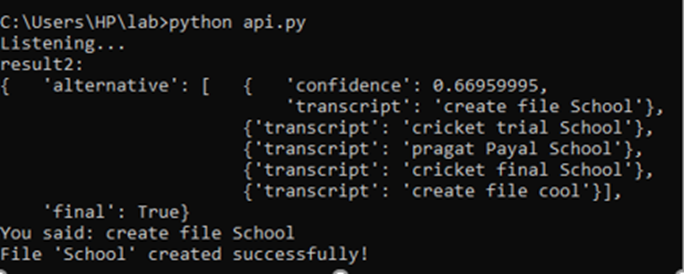 C:\Users\HP\lab>python api.py
Listening...
result2:
{   'alternative': [   {   'confidence': 0.66959995,
                           'transcript': 'create file School'},
                       {'transcript': 'cricket trial School'},
                       {'transcript': 'pragat Payal School'},
                       {'transcript': 'cricket final School'},
                       {'transcript': 'create file cool'}],
    'final': True}
You said: create file School
File 'School' created successfully!